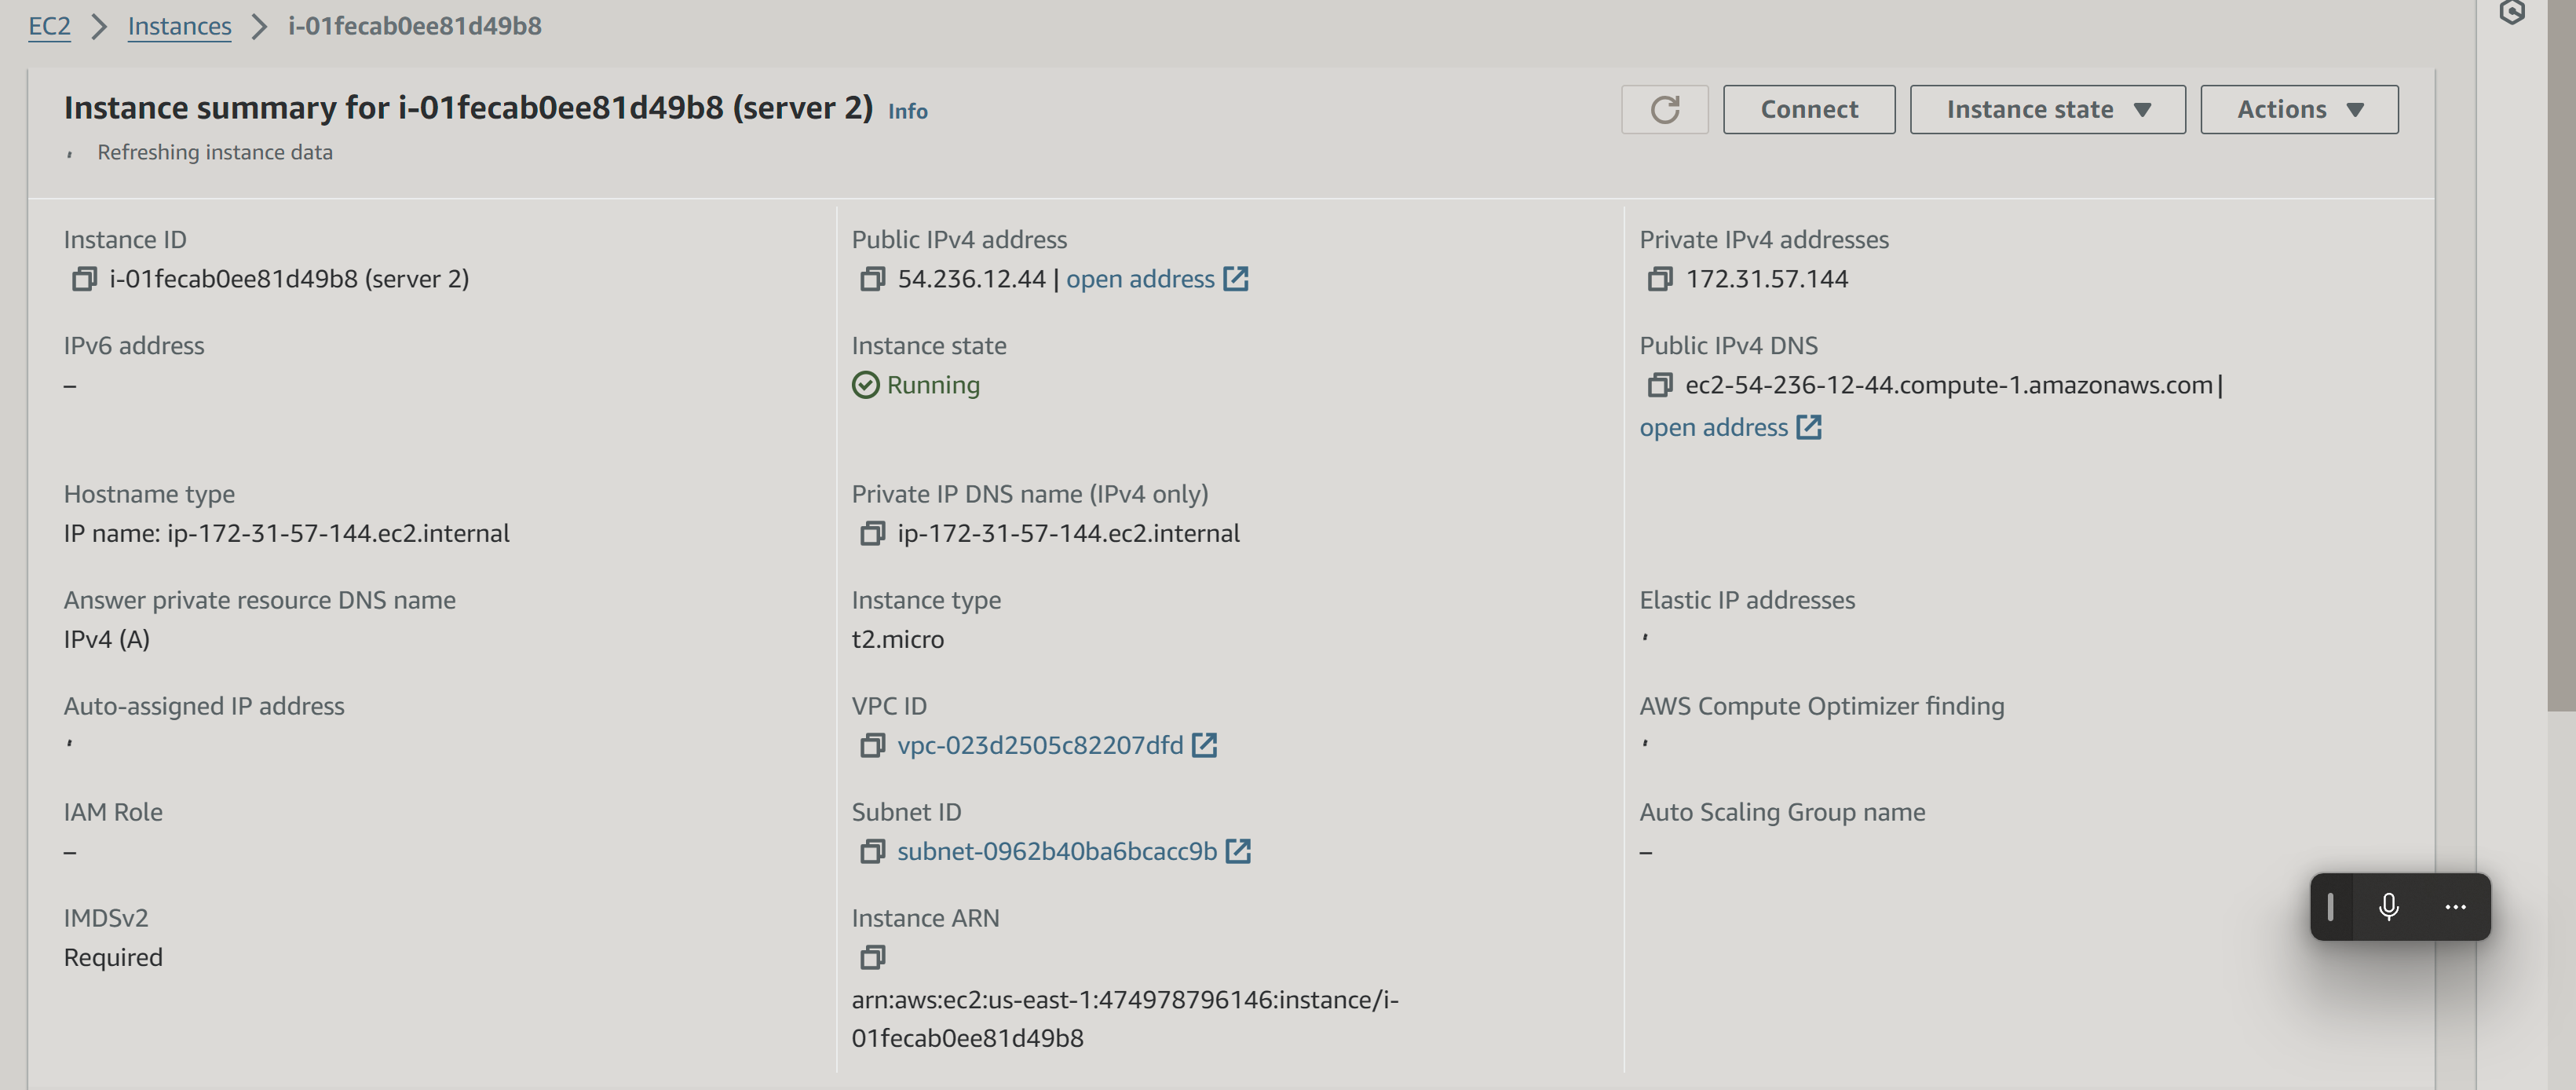 EC2 > Instances > i-01fecab0ee81d49b8
Instance summary for i-01fecab0ee81d49b8 (server 2) Info
Connect
Instance state
Actions
Refreshing instance data
Instance ID
i-01fecab0ee81d49b8 (server 2)
Public IPv4 address
54.236.12.44 | open address
Private IPv4 addresses
172.31.57.144
IPv6 address
–
Instance state
Running
Public IPv4 DNS
ec2-54-236-12-44.compute-1.amazonaws.com |
open address
Hostname type
IP name: ip-172-31-57-144.ec2.internal
Private IP DNS name (IPv4 only)
ip-172-31-57-144.ec2.internal
Answer private resource DNS name
IPv4 (A)
Instance type
t2.micro
Elastic IP addresses
Auto-assigned IP address
VPC ID
vpc-023d2505c82207dfd
AWS Compute Optimizer finding
IAM Role
–
Subnet ID
subnet-0962b40ba6bcacc9b
Auto Scaling Group name
–
IMDSv2
Required
Instance ARN
arn:aws:ec2:us-east-1:474978796146:instance/i-
01fecab0ee81d49b8